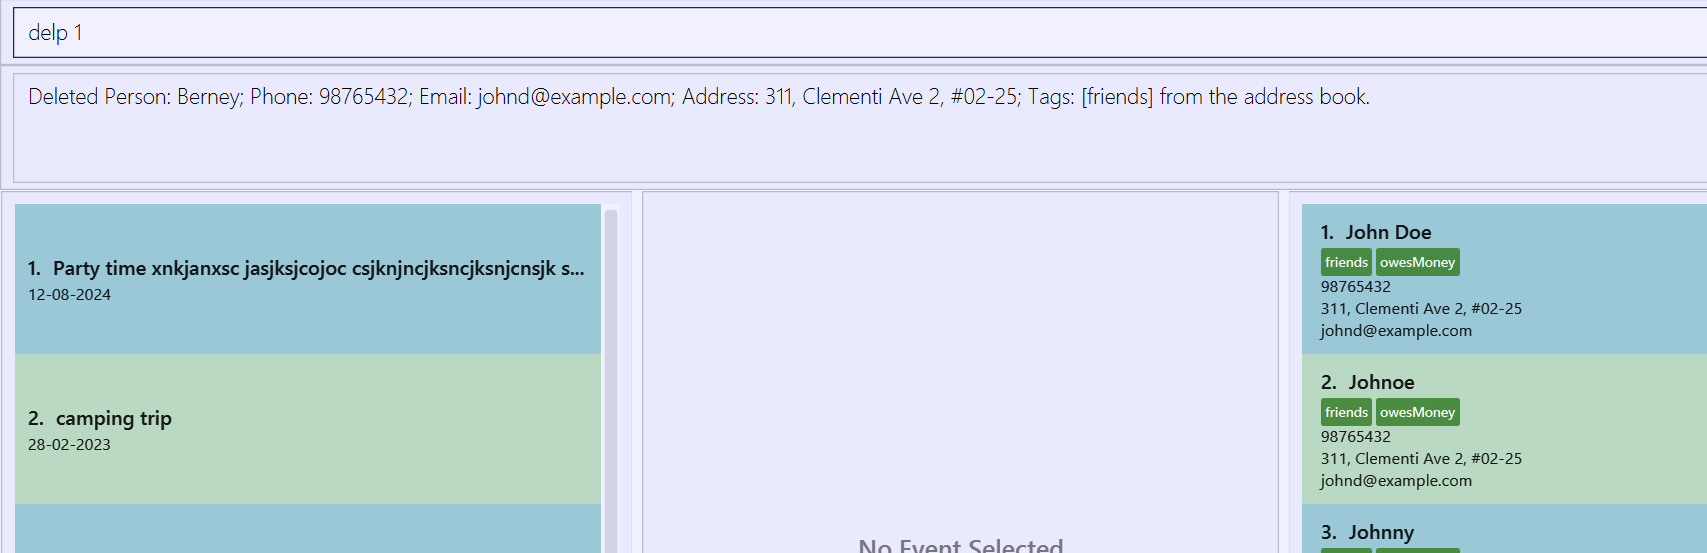 delp 1
Deleted Person: Berney; Phone: 98765432; Email: johnd@example.com; Address: 311, Clementi Ave 2, #02-25; Tags: [friends] from the address book.
1. Party time xnkjanxsc jasjksjcojoc csjknjncjksncjksnjcnsjk s...
12-08-2024
2. camping trip
28-02-2023
No Event Selected
1. John Doe
friends owesMoney
98765432
311, Clementi Ave 2, #02-25
johnd@example.com
2. Johnoe
friends owesMoney
98765432
311, Clementi Ave 2, #02-25
johnd@example.com
3. Johnny